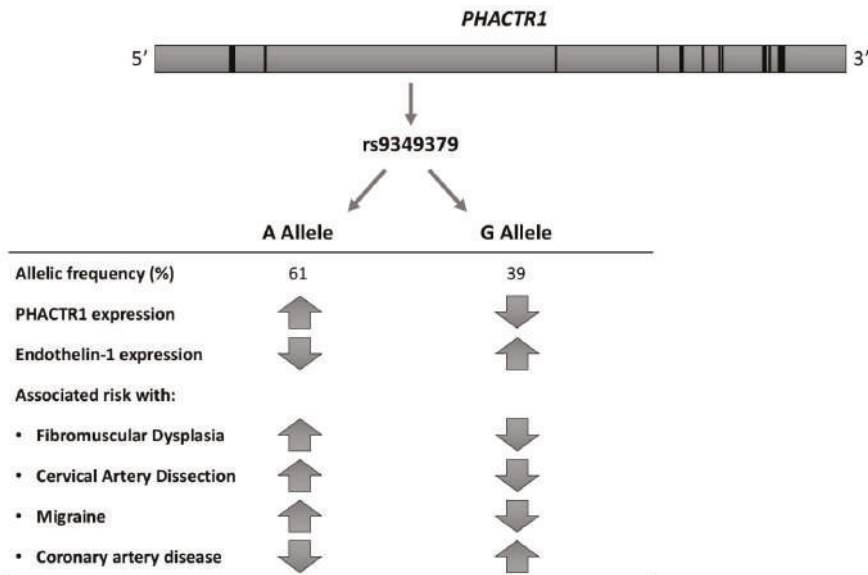 PHACTR1
5′ 3′
rs9349379
A Allele G Allele
Allelic frequency (%) 61 39
PHACTR1 expression
Endothelin-1 expression
Associated risk with:
• Fibromuscular Dysplasia
• Cervical Artery Dissection
• Migraine
• Coronary artery disease